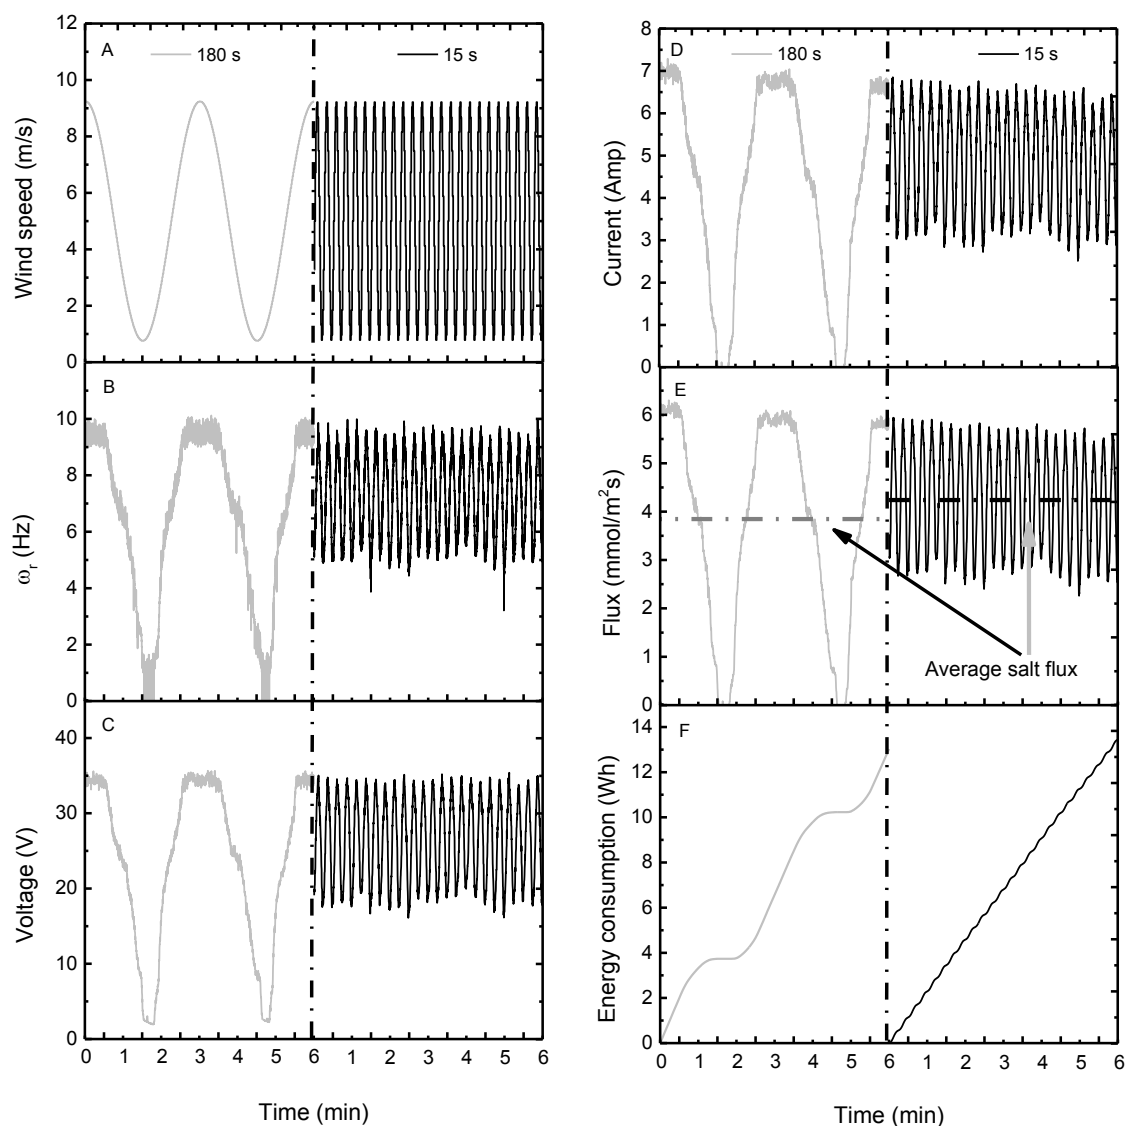 A
180 s
15 s
Wind speed (m/s)
12
10
8
6
4
2
0
B
ωr (Hz)
10
8
6
4
2
0
C
Voltage (V)
40
30
20
10
0
0 1 2 3 4 5 6 1 2 3 4 5 6
Time (min)
D
180 s
15 s
Current (Amp)
8
7
6
5
4
3
2
1
0
E
Flux (mmol/m²s)
6
5
4
3
2
1
0
Average salt flux
F
Energy consumption (Wh)
14
12
10
8
6
4
2
0
0 1 2 3 4 5 6 1 2 3 4 5 6
Time (min)